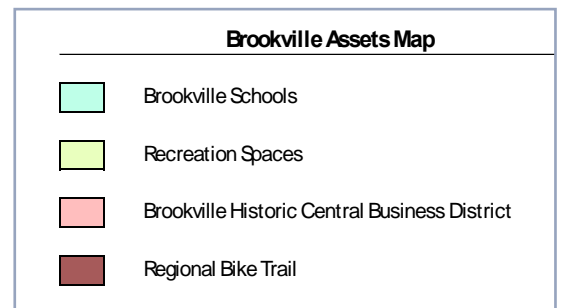 Brookville Assets Map
Brookville Schools
Recreation Spaces
Brookville Historic Central Business District
Regional Bike Trail